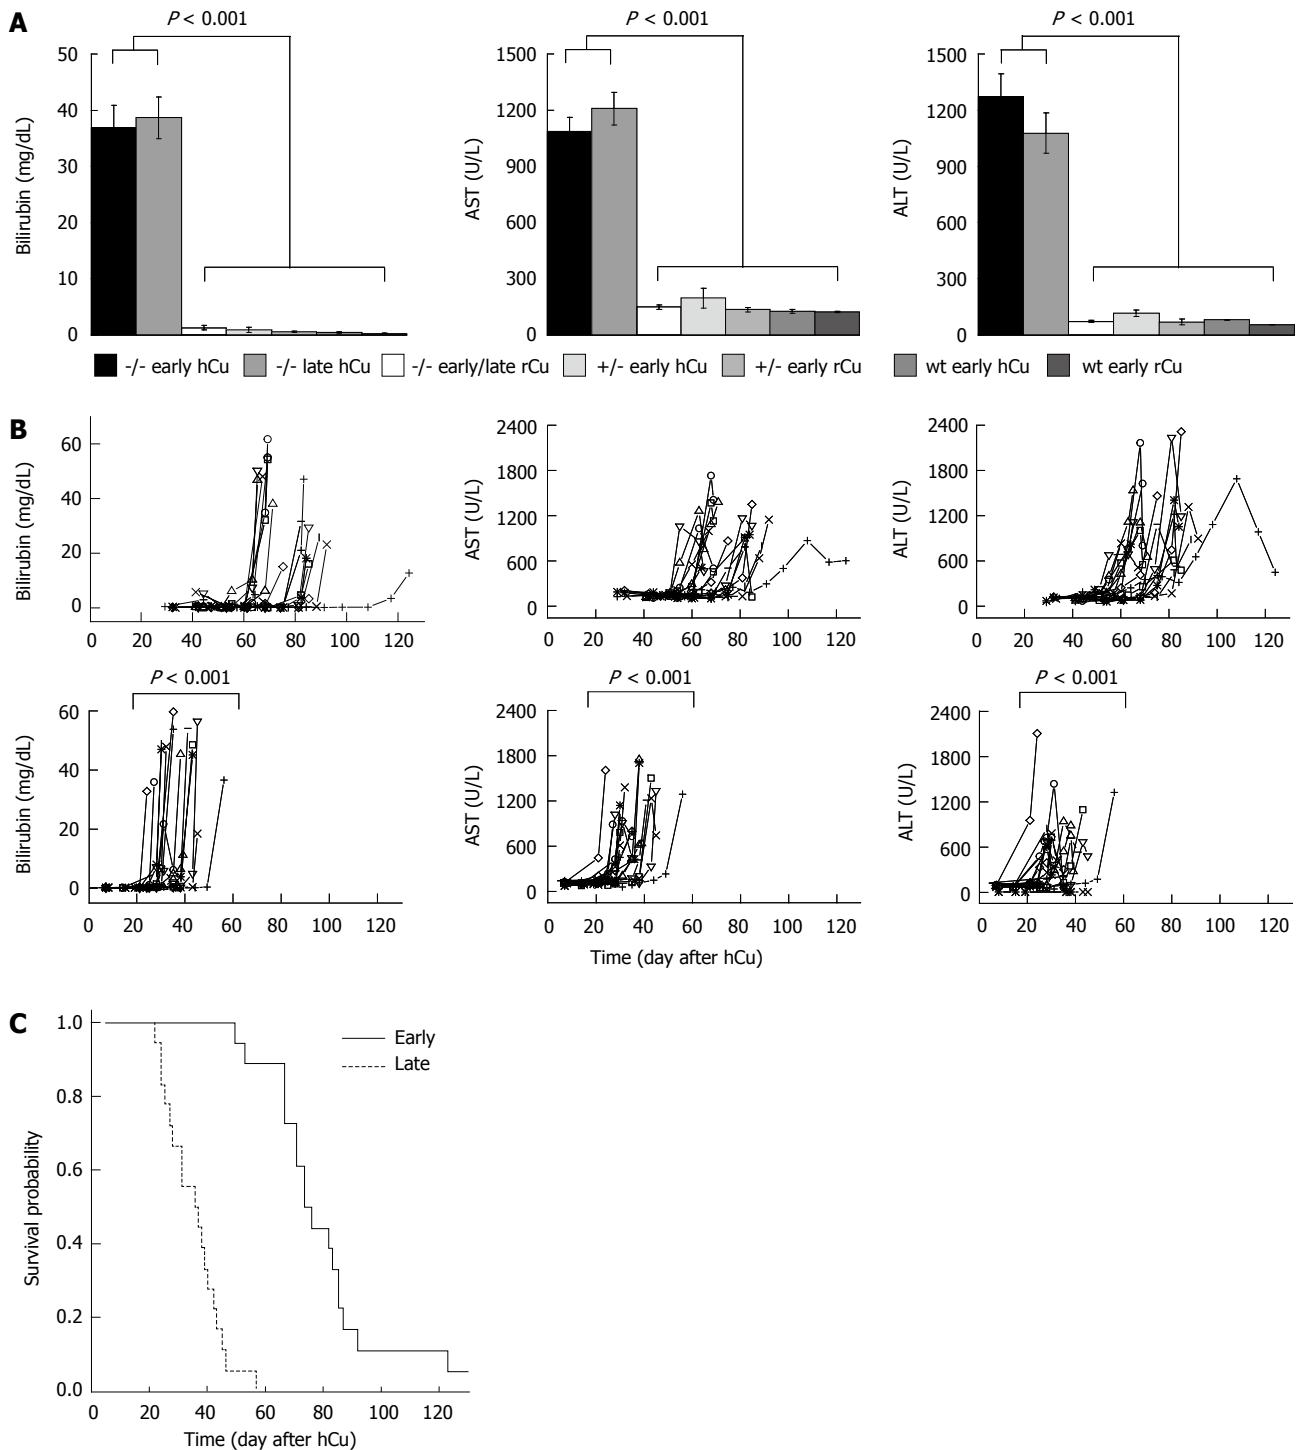 A
P < 0.001
P < 0.001
P < 0.001
Bilirubin (mg/dL)
50
40
30
20
10
0
AST (U/L)
1500
1200
900
600
300
0
ALT (U/L)
1500
1200
900
600
300
0
-/- early hCu
-/- late hCu
-/- early/late rCu
+/- early hCu
+/- early rCu
wt early hCu
wt early rCu
B
Bilirubin (mg/dL)
60
40
20
0
0 20 40 60 80 100 120
AST (U/L)
2400
1800
1200
600
0
0 20 40 60 80 100 120
ALT (U/L)
2400
1800
1200
600
0
0 20 40 60 80 100 120
P < 0.001
P < 0.001
P < 0.001
Bilirubin (mg/dL)
60
40
20
0
0 20 40 60 80 100 120
AST (U/L)
2400
1800
1200
600
0
0 20 40 60 80 100 120
ALT (U/L)
2400
1800
1200
600
0
0 20 40 60 80 100 120
Time (day after hCu)
C
Survival probability
1.0
0.8
0.6
0.4
0.2
0.0
Early
Late
0 20 40 60 80 100 120
Time (day after hCu)